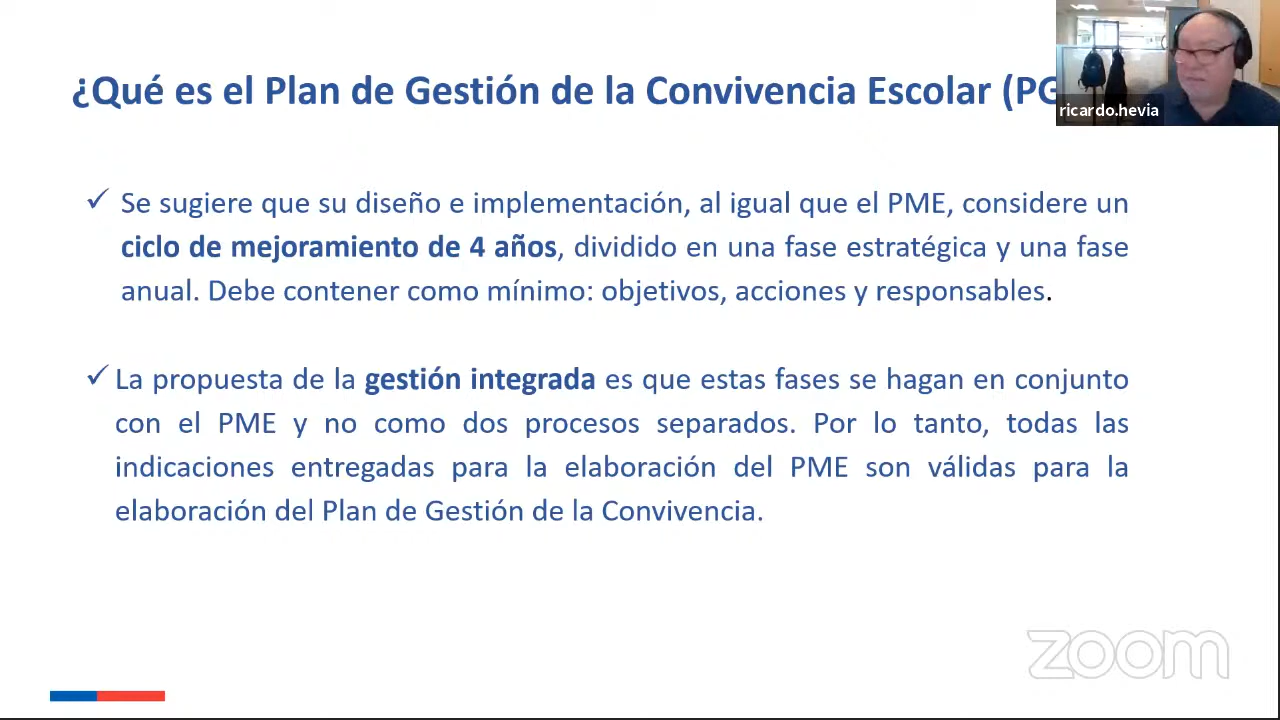 ¿Qué es el Plan de Gestión de la Convivencia Escolar (PG
ricardo.hevia
✓ Se sugiere que su diseño e implementación, al igual que el PME, considere un
ciclo de mejoramiento de 4 años, dividido en una fase estratégica y una fase
anual. Debe contener como mínimo: objetivos, acciones y responsables.
✓ La propuesta de la gestión integrada es que estas fases se hagan en conjunto
con el PME y no como dos procesos separados. Por lo tanto, todas las
indicaciones entregadas para la elaboración del PME son válidas para la
elaboración del Plan de Gestión de la Convivencia.
zoom